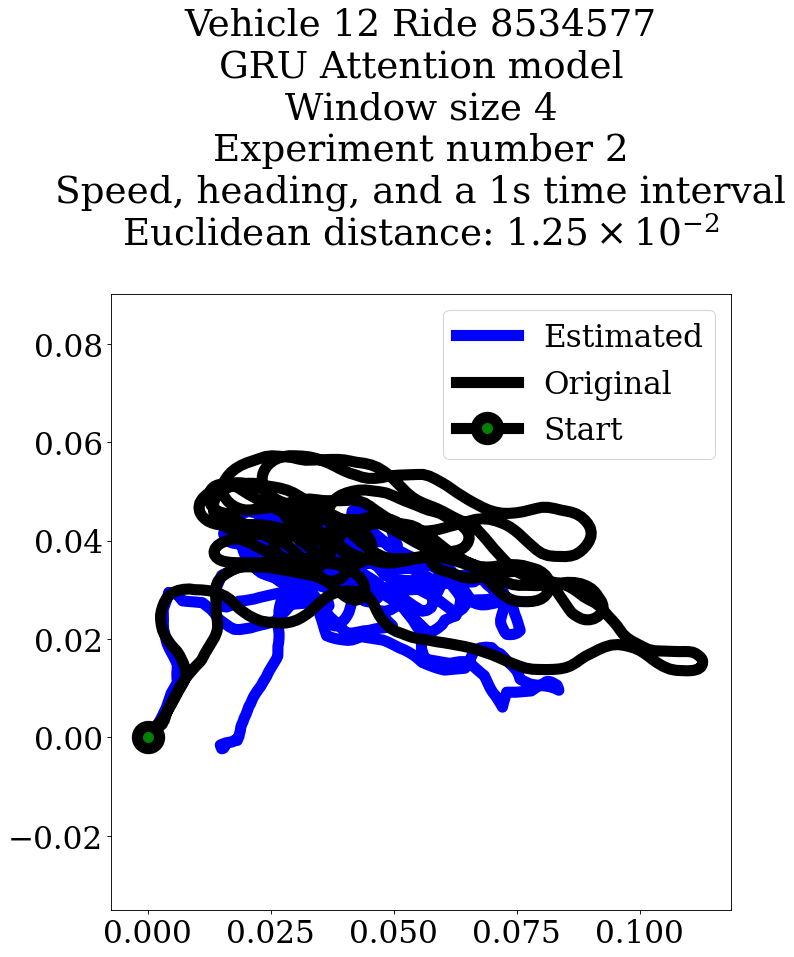 Vehicle 12 Ride 8534577
GRU Attention model
Window size 4
Experiment number 2
Speed, heading, and a 1s time interval
Euclidean distance: 1.25 × 10⁻²
Estimated
Original
Start
0.08
0.06
0.04
0.02
0.00
−0.02
0.000 0.025 0.050 0.075 0.100